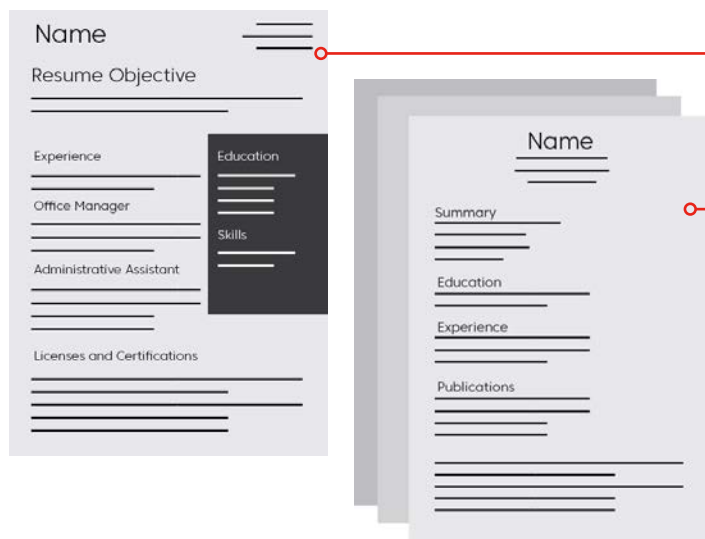 Name
Resume Objective
Experience
Office Manager
Administrative Assistant
Licenses and Certifications
Education
Skills
Name
Summary
Education
Experience
Publications